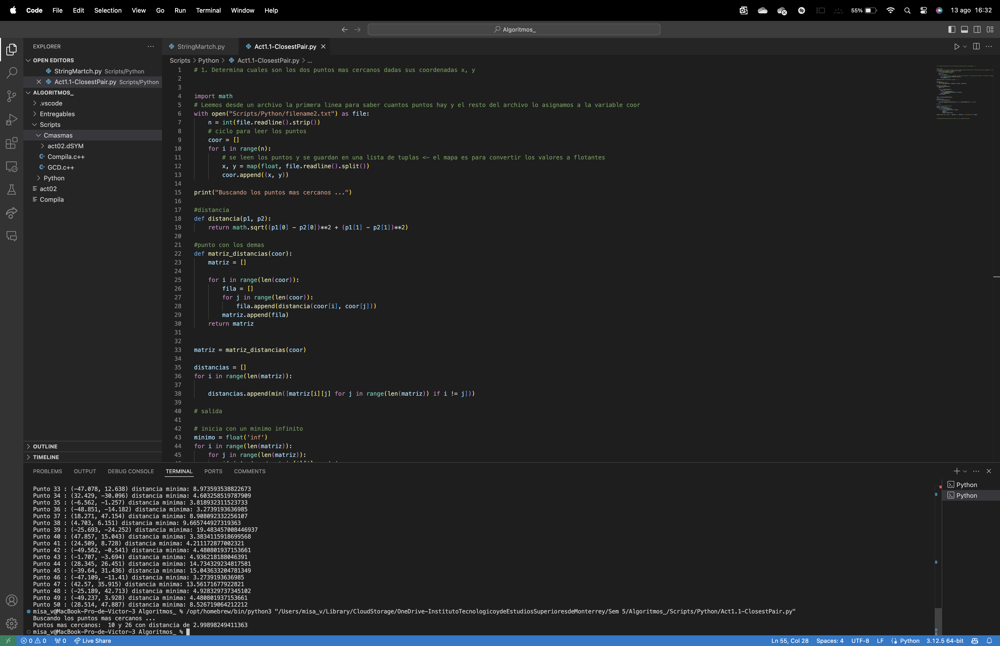 Code File Edit Selection View Go Run Terminal Window Help 55% 13 ago 16:32
Algoritmos_
EXPLORER
OPEN EDITORS
StringMartch.py Scripts/Python
Act1.1-ClosestPair.py Scripts/Python
ALGORITMOS_
.vscode
Entregables
Scripts
Cmasmas
act02.dSYM
Compila.c++
GCD.c++
Python
act02
Compila
OUTLINE
TIMELINE
StringMartch.py Act1.1-ClosestPair.py
Scripts > Python > Act1.1-ClosestPair.py > ...
1 # 1. Determina cuales son los dos puntos mas cercanos dadas sus coordenadas x, y
2
3
4 import math
5 # Leemos desde un archivo la primera linea para saber cuantos puntos hay y el resto del archivo lo asignamos a la variable coor
6 with open("Scripts/Python/filename2.txt") as file:
7 n = int(file.readline().strip())
8 # ciclo para leer los puntos
9 coor = []
10 for i in range(n):
11 # se leen los puntos y se guardan en una lista de tuplas <- el mapa es para convertir los valores a flotantes
12 x, y = map(float, file.readline().split())
13 coor.append((x, y))
14
15 print("Buscando los puntos mas cercanos ...")
16
17 #distancia
18 def distancia(p1, p2):
19 return math.sqrt((p1[0] - p2[0])**2 + (p1[1] - p2[1])**2)
20
21 #punto con los demas
22 def matriz_distancias(coor):
23 matriz = []
24
25 for i in range(len(coor)):
26 fila = []
27 for j in range(len(coor)):
28 fila.append(distancia(coor[i], coor[j]))
29 matriz.append(fila)
30 return matriz
31
32
33 matriz = matriz_distancias(coor)
34
35 distancias = []
36 for i in range(len(matriz)):
37
38 distancias.append(min([matriz[i][j] for j in range(len(matriz)) if i != j]))
39
40 # salida
41
42 # inicia con un minimo infinito
43 minimo = float('inf')
44 for i in range(len(matriz)):
45 for j in range(len(matriz)):
PROBLEMS OUTPUT DEBUG CONSOLE TERMINAL PORTS COMMENTS
Punto 33 : (-47.078, 12.638) distancia minima: 8.973593538822673
Punto 34 : (32.429, -30.096) distancia minima: 4.603258519787909
Punto 35 : (-6.562, -1.257) distancia minima: 3.818932311523733
Punto 36 : (-48.851, -14.182) distancia minima: 3.2739193636985
Punto 37 : (18.271, 47.154) distancia minima: 8.908092332256107
Punto 38 : (4.703, 6.151) distancia minima: 9.665744927319363
Punto 39 : (-25.693, -24.252) distancia minima: 19.483457008446937
Punto 40 : (47.857, 15.043) distancia minima: 3.3834115918699568
Punto 41 : (24.509, 8.728) distancia minima: 4.211172877002321
Punto 42 : (-49.562, -0.541) distancia minima: 4.480801937153661
Punto 43 : (-1.707, -3.694) distancia minima: 4.936218188046391
Punto 44 : (28.345, 26.451) distancia minima: 14.734329234817581
Punto 45 : (-39.64, 31.436) distancia minima: 15.043633204781349
Punto 46 : (-47.109, -11.41) distancia minima: 3.2739193636985
Punto 47 : (42.57, 35.915) distancia minima: 13.56171677922821
Punto 48 : (-25.189, 42.713) distancia minima: 4.928329737345102
Punto 49 : (-49.237, 3.928) distancia minima: 4.480801937153661
Punto 50 : (28.514, 47.887) distancia minima: 8.526719064212212
misa_v@MacBook-Pro-de-Victor-3 Algoritmos_ % /opt/homebrew/bin/python3 "/Users/misa_v/Library/CloudStorage/OneDrive-InstitutoTecnologicoydeEstudiosSuperioresdeMonterrey/Sem 5/Algoritmos_/Scripts/Python/Act1.1-ClosestPair.py"
Buscando los puntos mas cercanos ...
Puntos mas cercanos:  10 y 26 con distancia de 2.99898249411363
misa_v@MacBook-Pro-de-Victor-3 Algoritmos_ %
Python
Python
0 0 0 Live Share Ln 55, Col 28 Spaces: 4 UTF-8 LF Python 3.12.5 64-bit